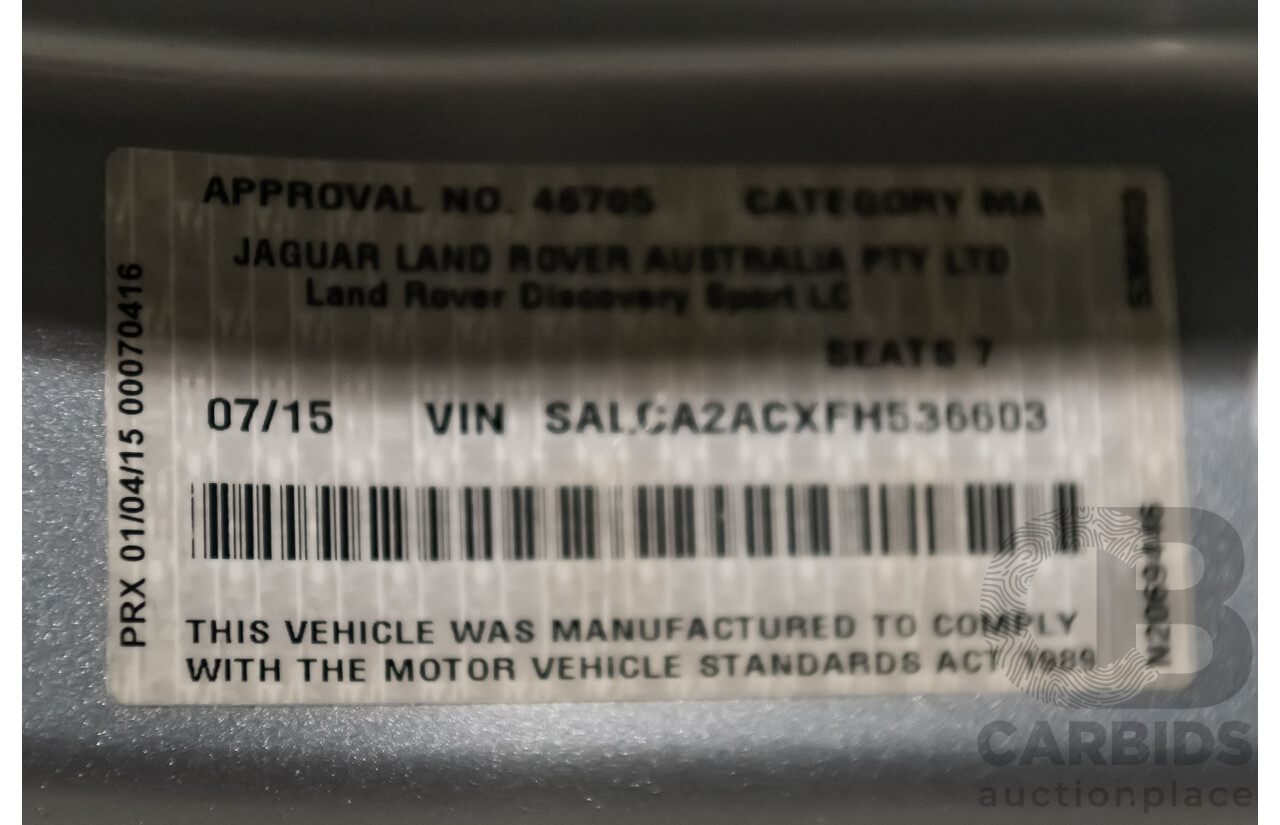 APPROVAL NO. 46705 CATEGORY MA
JAGUAR LAND ROVER AUSTRALIA PTY LTD
Land Rover Discovery Sport LC
SEATS 7
07/15 VIN SALCA2ACXFH536603
THIS VEHICLE WAS MANUFACTURED TO COMPLY
WITH THE MOTOR VEHICLE STANDARDS ACT 1989
PRX 01/04/15 00070416
CARBIDS
auctionplace